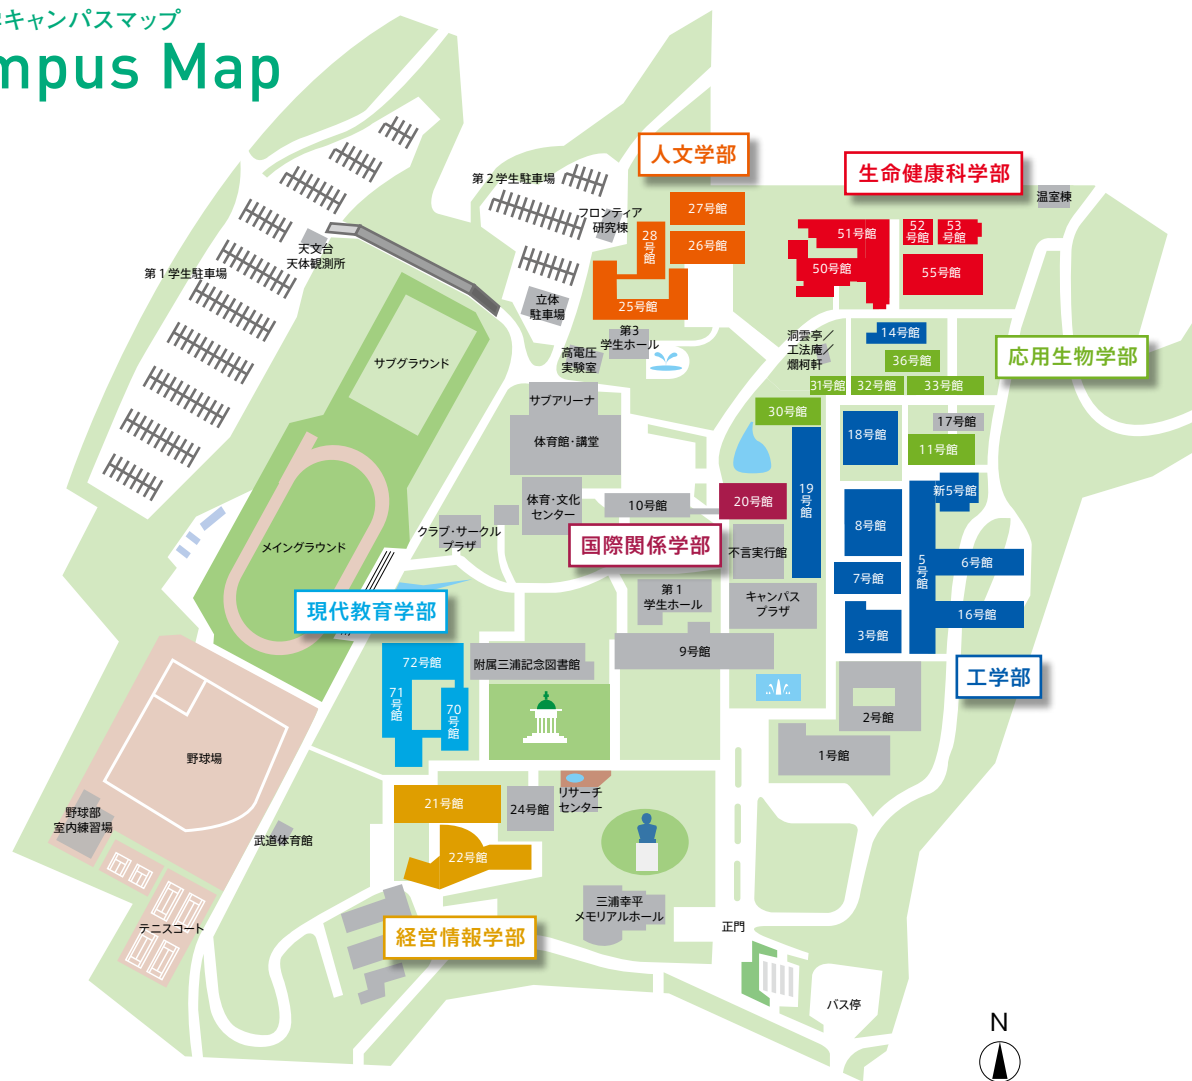 キャンパスマップ
mpus Map
人文学部
生命健康科学部
温室棟
第2学生駐車場
フロンティア
研究棟
27号館
28号館
26号館
25号館
51号館
52
号館
53
号館
50号館
55号館
天文台
天体観測所
第1学生駐車場
立体
駐車場
第3
学生ホール
高電圧
実験室
洞雲亭／
工法庵／
爛柯軒
14号館
応用生物学部
36号館
31号館
32号館
33号館
サブグラウンド
サブアリーナ
体育館・講堂
30号館
18号館
17号館
11号館
19号館
体育・文化
センター
10号館
20号館
新5号館
8号館
クラブ・サークル
プラザ
国際関係学部
不言実行館
メイングラウンド
5号館
6号館
7号館
現代教育学部
第1
学生ホール
キャンパス
プラザ
16号館
3号館
9号館
72号館
附属三浦記念図書館
工学部
71号館
70号館
2号館
1号館
野球場
野球部
室内練習場
21号館
24号館
リサーチ
センター
武道体育館
22号館
テニスコート
経営情報学部
三浦幸平
メモリアルホール
正門
バス停
N